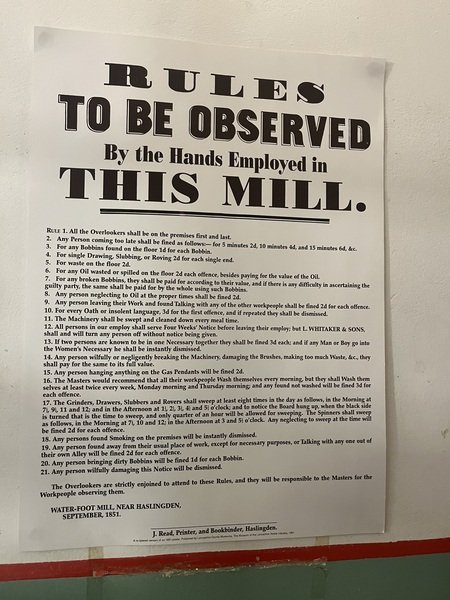 RULES
TO BE OBSERVED
By the Hands Employed in
THIS MILL.
RULE 1. All the Overlookers shall be on the premises first and last.
2. Any Person coming too late shall be fined as follows:— for 5 minutes 2d, 10 minutes 4d, and 15 minutes 6d, &c.
3. For any Bobbins found on the floor 1d for each Bobbin.
4. For single Drawing, Slubbing, or Roving 2d for each single end.
5. For waste on the floor 2d.
6. For any Oil wasted or spilled on the floor 2d each offence, besides paying for the value of the Oil.
7. For any broken Bobbins, they shall be paid for according to their value, and if there is any difficulty in ascertaining the
guilty party, the same shall be paid for by the whole using such Bobbins.
8. Any person neglecting to Oil at the proper times shall be fined 2d.
9. Any person leaving their Work and found Talking with any of the other workpeople shall be fined 2d for each offence.
10. For every Oath or insolent language, 3d for the first offence, and if repeated they shall be dismissed.
11. The Machinery shall be swept and cleaned down every meal time.
12. All persons in our employ shall serve Four Weeks' Notice before leaving their employ; but L. WHITAKER & SONS,
shall and will turn any person off without notice being given.
13. If two persons are known to be in one Necessary together they shall be fined 3d each; and if any Man or Boy go into
the Women's Necessary he shall be instantly dismissed.
14. Any person wilfully or negligently breaking the Machinery, damaging the Brushes, making too much Waste, &c., they
shall pay for the same to its full value.
15. Any person hanging anything on the Gas Pendants will be fined 2d.
16. The Masters would recommend that all their workpeople Wash themselves every morning, but they shall Wash them
selves at least twice every week, Monday morning and Thursday morning; and any found not washed will be fined 3d for
each offence.
17. The Grinders, Drawers, Slubbers and Rovers shall sweep at least eight times in the day as follows, in the Morning at
7½, 9½, 11 and 12; and in the Afternoon at 1½, 2½, 3½, 4½ and 5½ o'clock; and to notice the Board hung up, when the black side
is turned that is the time to sweep, and only quarter of an hour will be allowed for sweeping. The Spinners shall sweep
as follows, in the Morning at 7½, 10 and 12; in the Afternoon at 3 and 5½ o'clock. Any neglecting to sweep at the time will
be fined 2d for each offence.
18. Any persons found Smoking on the premises will be instantly dismissed.
19. Any person found away from their usual place of work, except for necessary purposes, or Talking with any one out of
their own Alley will be fined 2d for each offence.
20. Any person bringing dirty Bobbins will be fined 1d for each Bobbin.
21. Any person wilfully damaging this Notice will be dismissed.
The Overlookers are strictly enjoined to attend to these Rules, and they will be responsible to the Masters for the
Workpeople observing them.
WATER-FOOT MILL, NEAR HASLINGDEN,
SEPTEMBER, 1851.
J. Read, Printer, and Bookbinder, Haslingden.